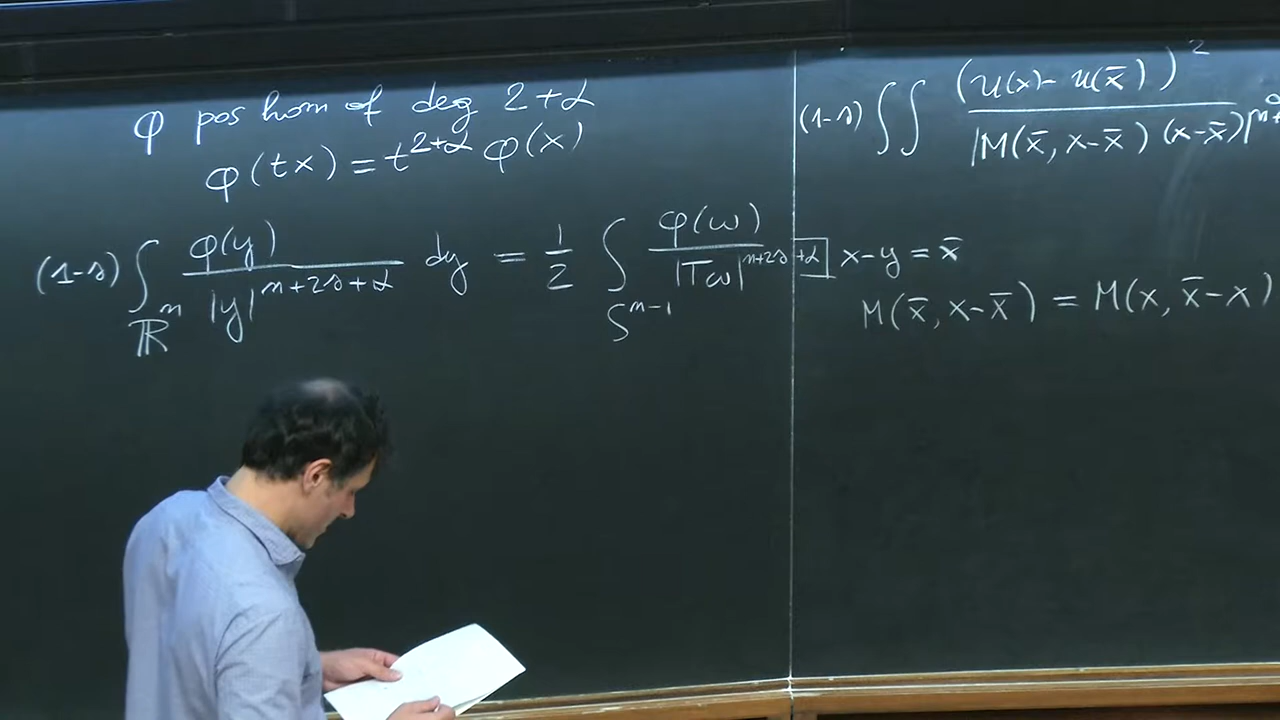 φ pos hom of deg 2+α
φ(tx) = t^{2+α} φ(x)
(1-s) ∫_{ℝ^n} φ(y) / |y|^{n+2s+α} dy = 1/2 ∫_{S^{n-1}} φ(ω) / |Tω|^{n+2s+α}
(1-s) ∫∫ (u(x) - u(x̄))^2 / |M(x̄, x-x̄) (x-x̄)|^{n+
x-y = x̄
M(x̄, x-x̄) = M(x, x̄-x)